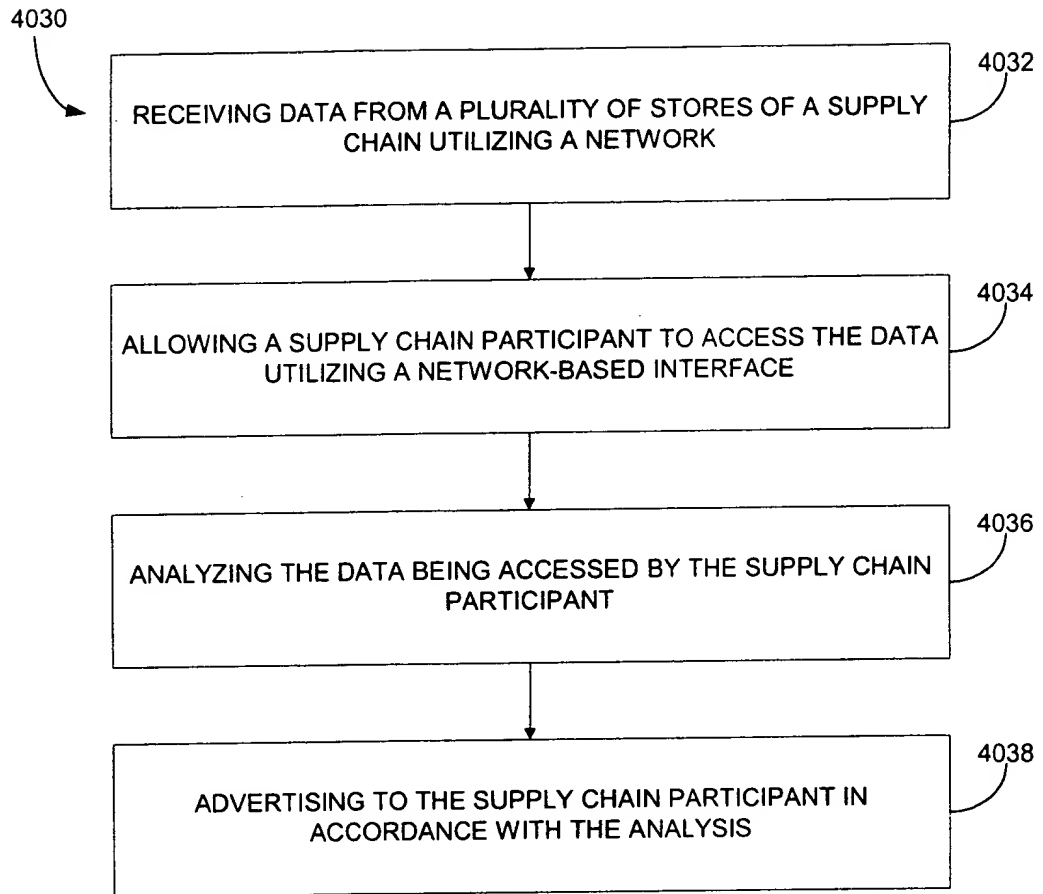 4030
4032
RECEIVING DATA FROM A PLURALITY OF STORES OF A SUPPLY
CHAIN UTILIZING A NETWORK
4034
ALLOWING A SUPPLY CHAIN PARTICIPANT TO ACCESS THE DATA
UTILIZING A NETWORK-BASED INTERFACE
4036
ANALYZING THE DATA BEING ACCESSED BY THE SUPPLY CHAIN
PARTICIPANT
4038
ADVERTISING TO THE SUPPLY CHAIN PARTICIPANT IN
ACCORDANCE WITH THE ANALYSIS